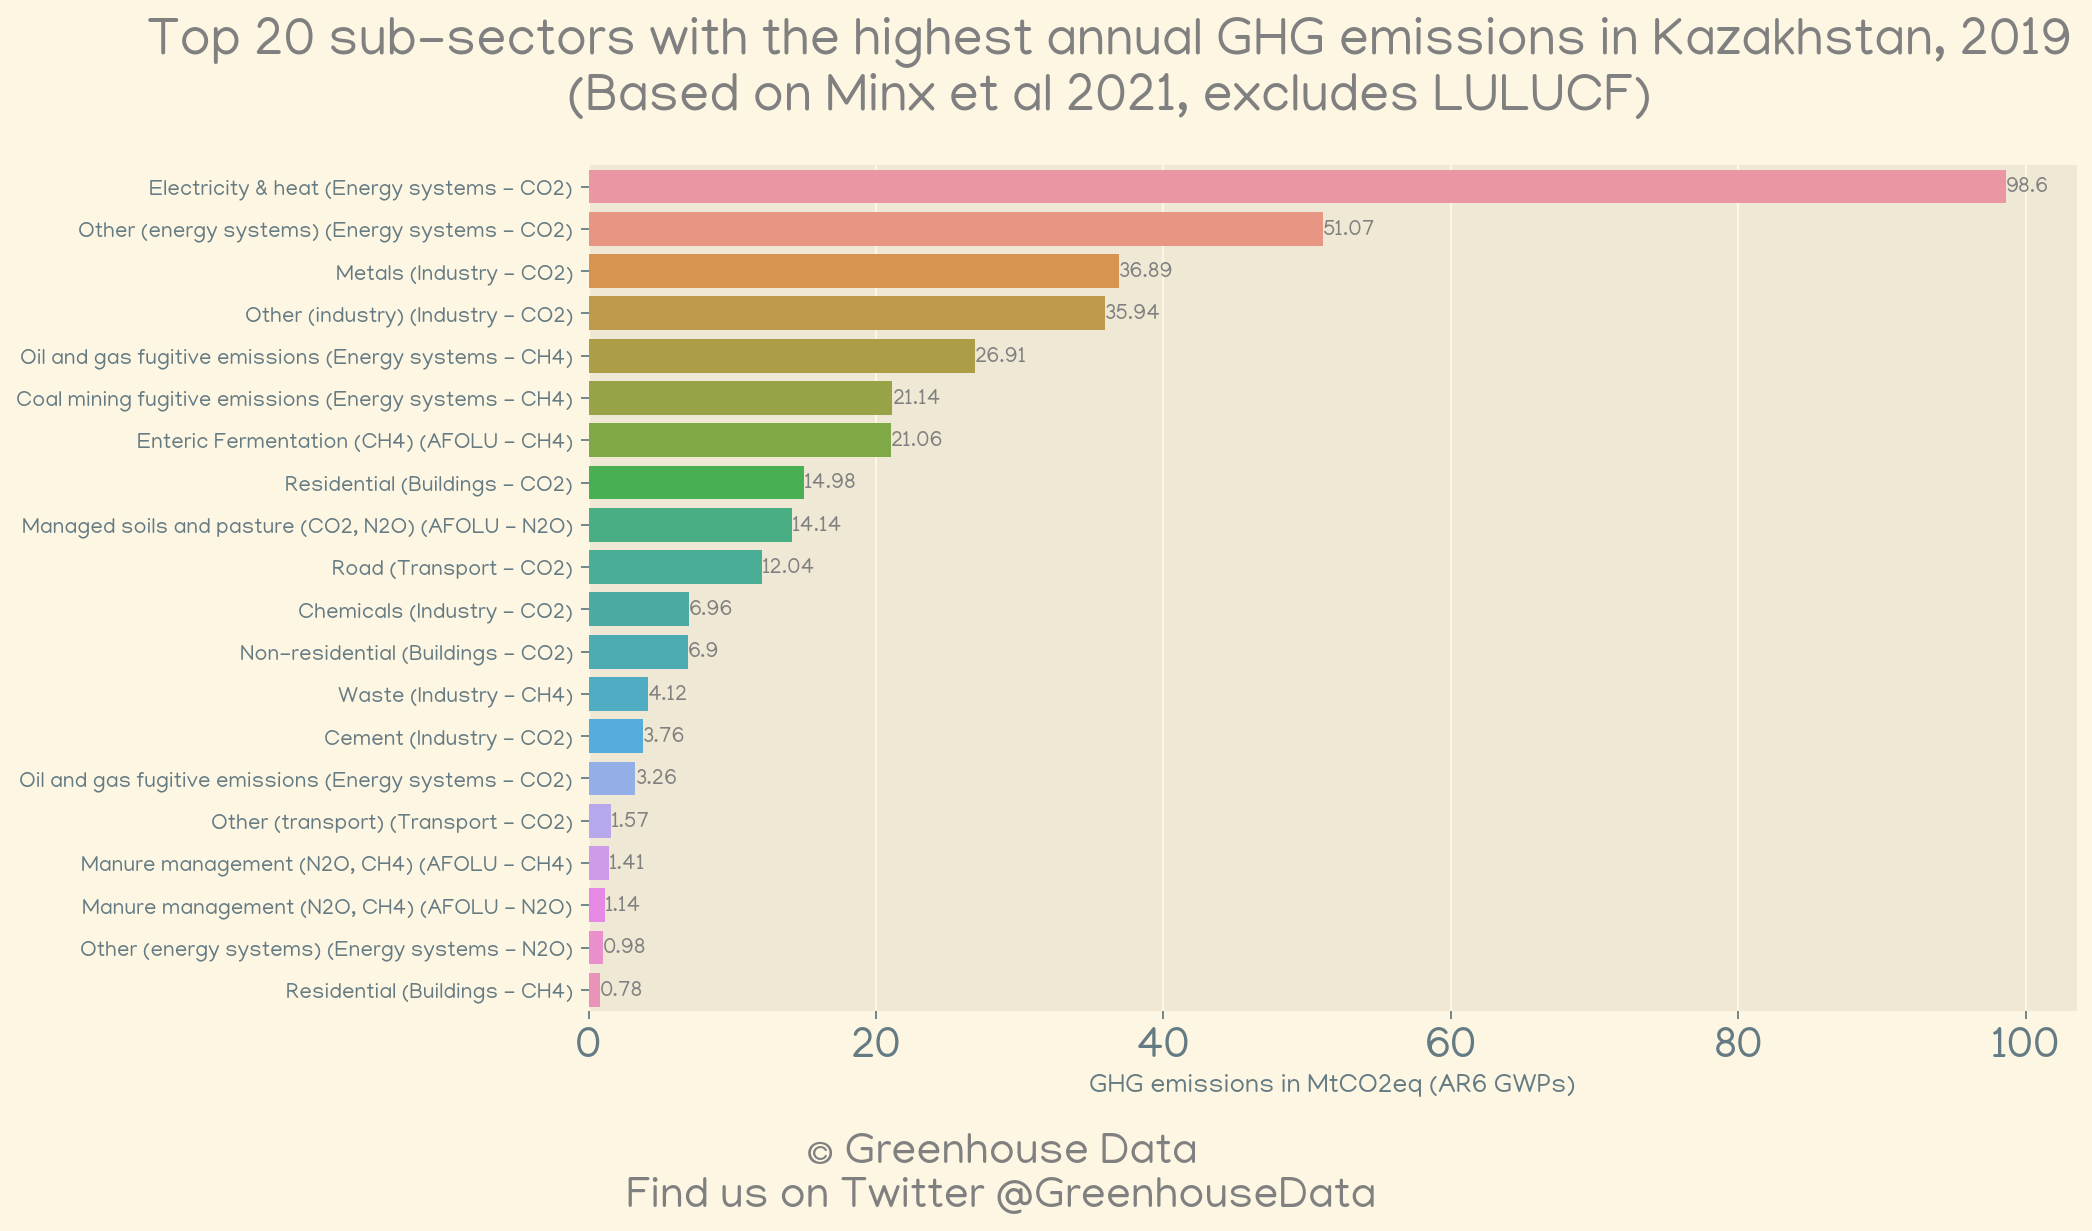 Top 20 sub-sectors with the highest annual GHG emissions in Kazakhstan, 2019
(Based on Minx et al 2021, excludes LULUCF)
Electricity & heat (Energy systems - CO2) 98.6
Other (energy systems) (Energy systems - CO2) 51.07
Metals (Industry - CO2) 36.89
Other (industry) (Industry - CO2) 35.94
Oil and gas fugitive emissions (Energy systems - CH4) 26.91
Coal mining fugitive emissions (Energy systems - CH4) 21.14
Enteric Fermentation (CH4) (AFOLU - CH4) 21.06
Residential (Buildings - CO2) 14.98
Managed soils and pasture (CO2, N2O) (AFOLU - N2O) 14.14
Road (Transport - CO2) 12.04
Chemicals (Industry - CO2) 6.96
Non-residential (Buildings - CO2) 6.9
Waste (Industry - CH4) 4.12
Cement (Industry - CO2) 3.76
Oil and gas fugitive emissions (Energy systems - CO2) 3.26
Other (transport) (Transport - CO2) 1.57
Manure management (N2O, CH4) (AFOLU - CH4) 1.41
Manure management (N2O, CH4) (AFOLU - N2O) 1.14
Other (energy systems) (Energy systems - N2O) 0.98
Residential (Buildings - CH4) 0.78
0 20 40 60 80 100
GHG emissions in MtCO2eq (AR6 GWPs)
© Greenhouse Data
Find us on Twitter @GreenhouseData